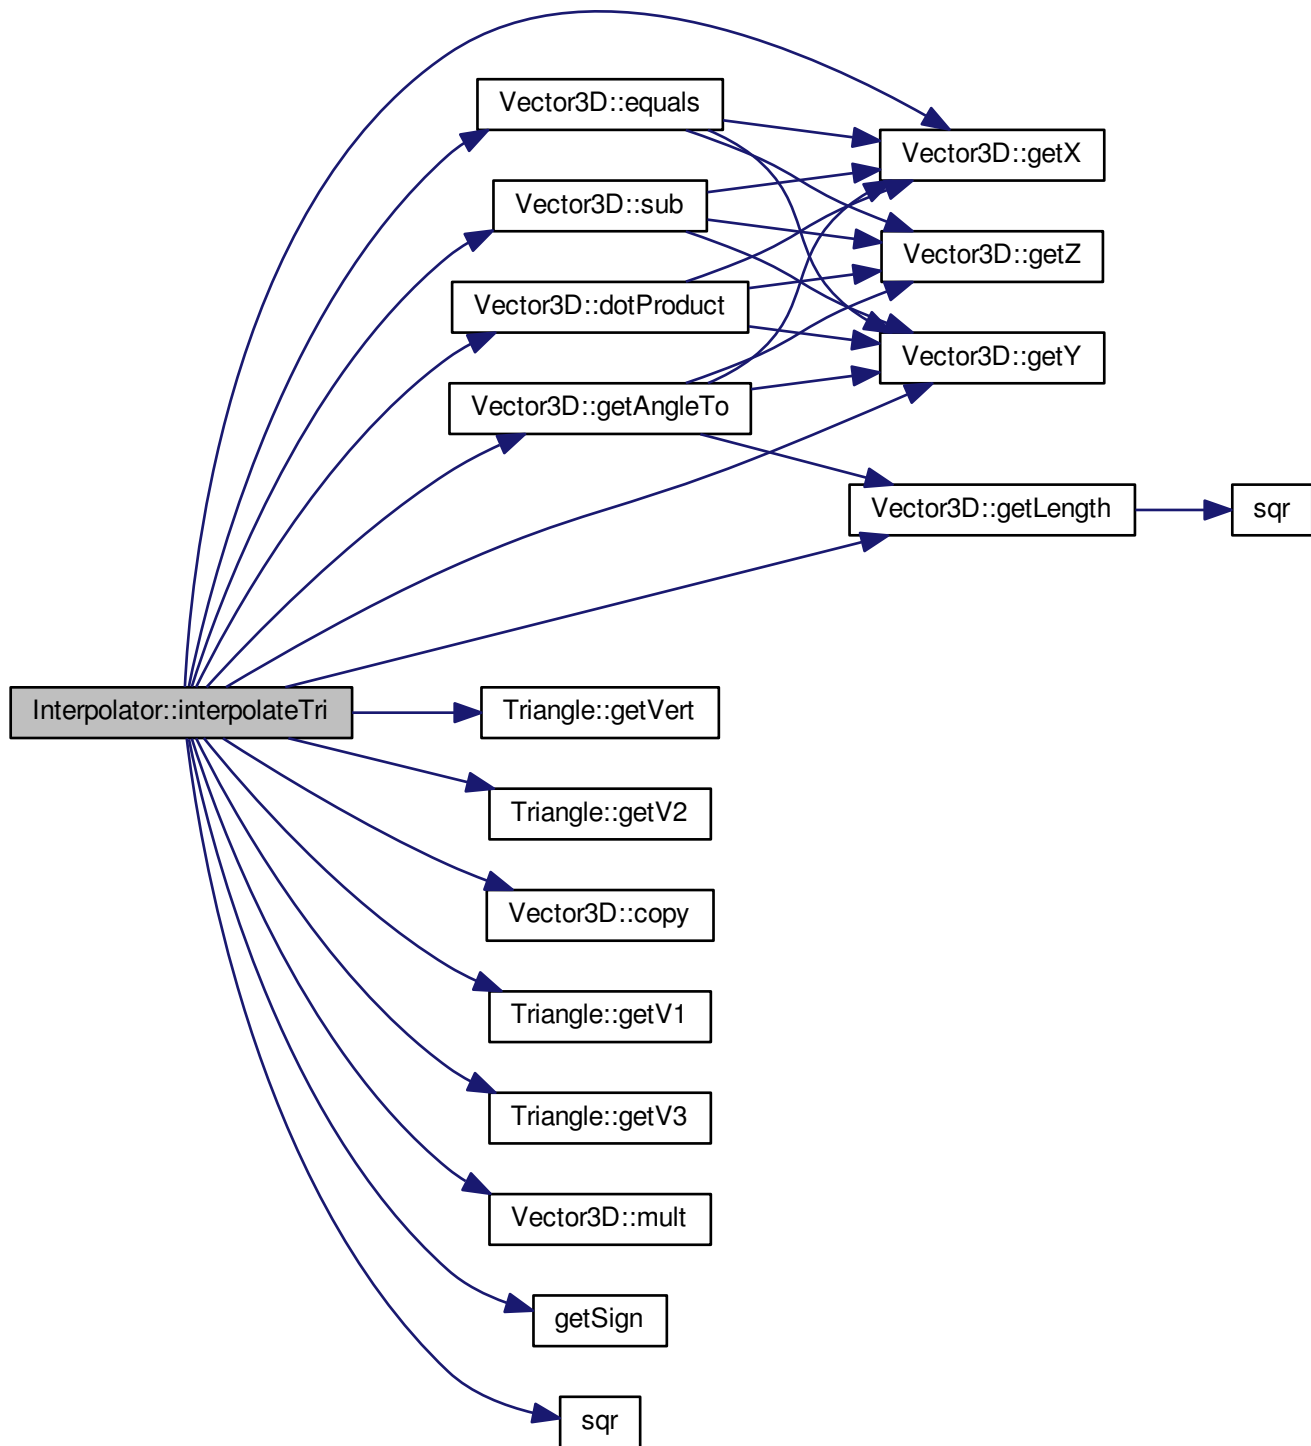 Vector3D::equals
Vector3D::getX
Vector3D::sub
Vector3D::getZ
Vector3D::dotProduct
Vector3D::getY
Vector3D::getAngleTo
Vector3D::getLength
sqr
Interpolator::interpolateTri
Triangle::getVert
Triangle::getV2
Vector3D::copy
Triangle::getV1
Triangle::getV3
Vector3D::mult
getSign
sqr